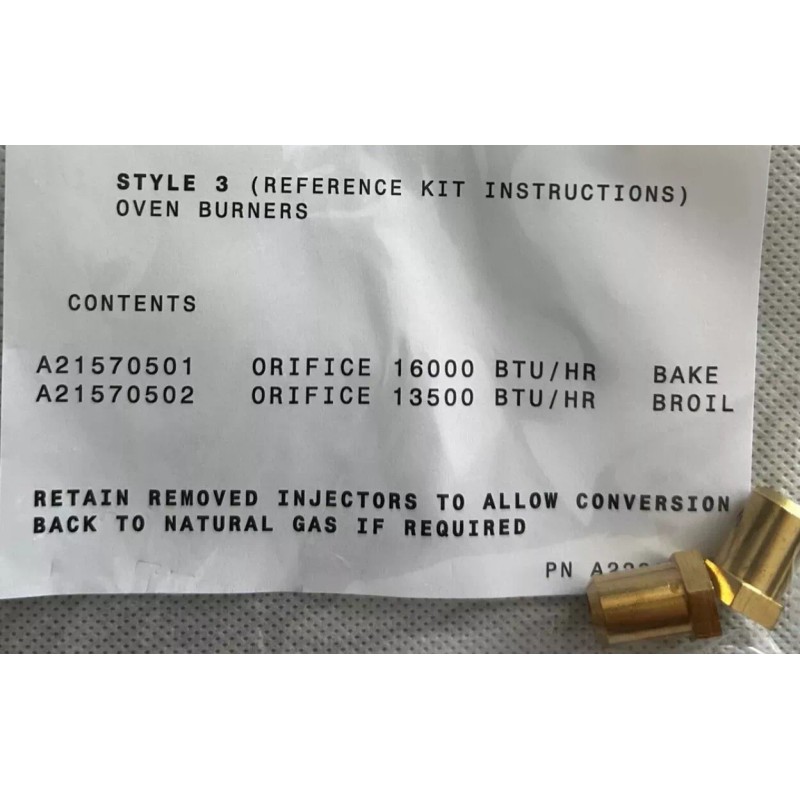 STYLE 3 (REFERENCE KIT INSTRUCTIONS)
OVEN BURNERS
CONTENTS
A21570501 ORIFICE 16000 BTU/HR BAKE
A21570502 ORIFICE 13500 BTU/HR BROIL
RETAIN REMOVED INJECTORS TO ALLOW CONVERSION
BACK TO NATURAL GAS IF REQUIRED
PN